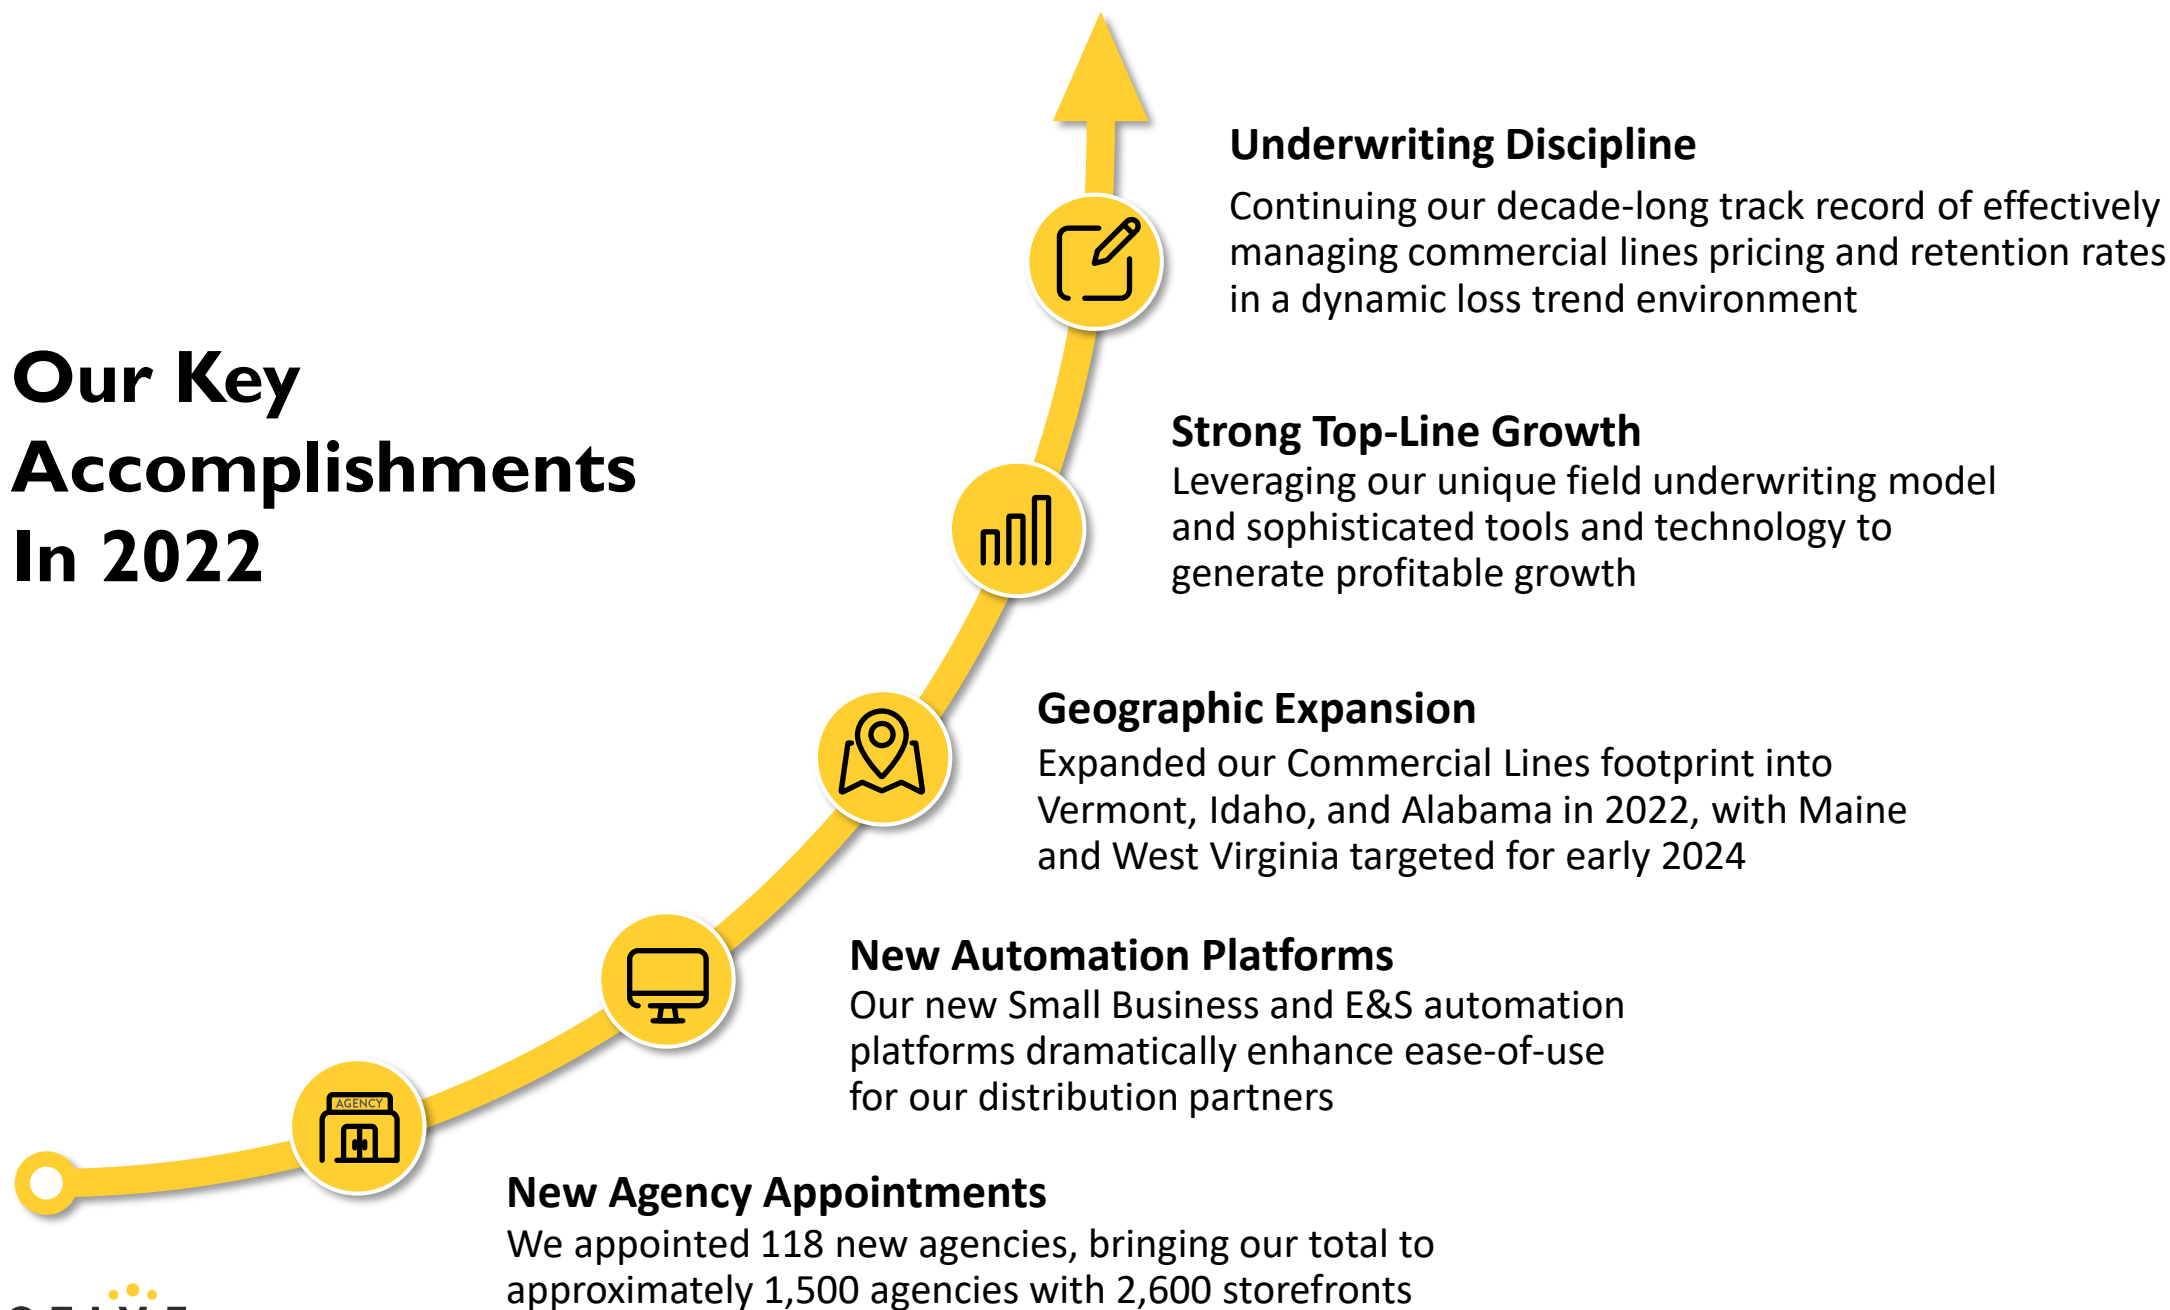 Our Key
Accomplishments
In 2022
Underwriting Discipline
Continuing our decade-long track record of effectively
managing commercial lines pricing and retention rates
in a dynamic loss trend environment
Strong Top-Line Growth
Leveraging our unique field underwriting model
and sophisticated tools and technology to
generate profitable growth
Geographic Expansion
Expanded our Commercial Lines footprint into
Vermont, Idaho, and Alabama in 2022, with Maine
and West Virginia targeted for early 2024
New Automation Platforms
Our new Small Business and E&S automation
platforms dramatically enhance ease-of-use
for our distribution partners
AGENCY
New Agency Appointments
We appointed 118 new agencies, bringing our total to
approximately 1,500 agencies with 2,600 storefronts